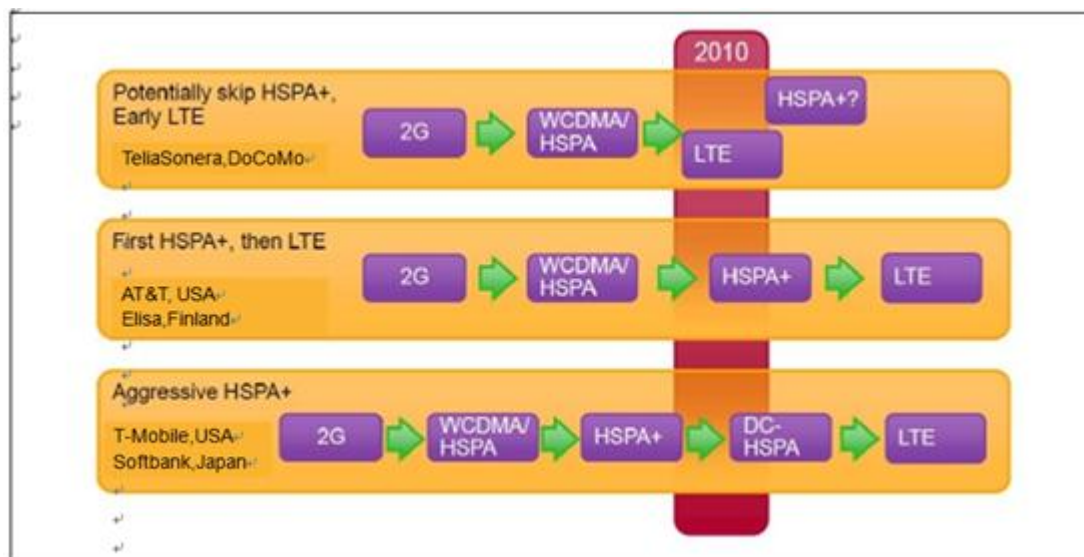 2010
Potentially skip HSPA+,
Early LTE
TeliaSonera,DoCoMo
2G
WCDMA/
HSPA
LTE
HSPA+?
First HSPA+, then LTE
AT&T, USA
Elisa,Finland
2G
WCDMA/
HSPA
HSPA+
LTE
Aggressive HSPA+
T-Mobile,USA
Softbank,Japan
2G
WCDMA/
HSPA
HSPA+
DC-
HSPA
LTE